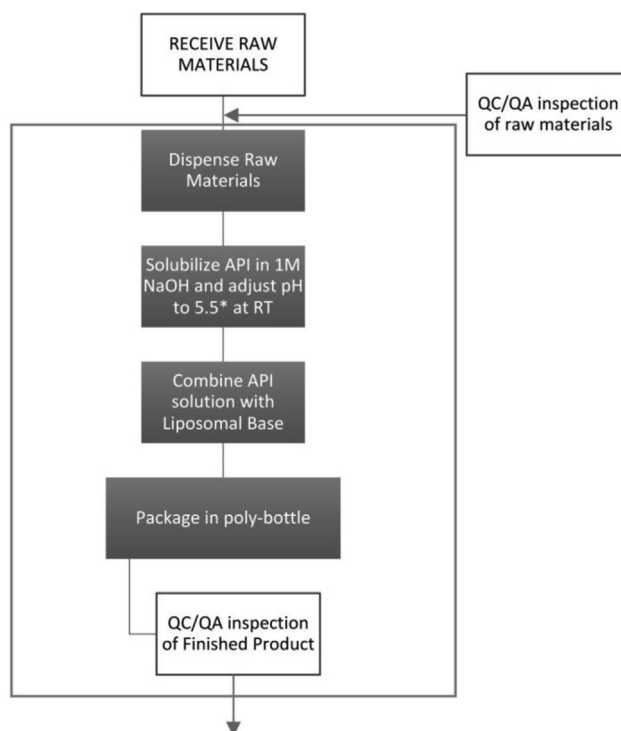 RECEIVE RAW
MATERIALS
QC/QA inspection
of raw materials
Dispense Raw
Materials
Solubilize API in 1M
NaOH and adjust pH
to 5.5* at RT
Combine API
solution with
Liposomal Base
Package in poly-bottle
QC/QA inspection
of Finished Product